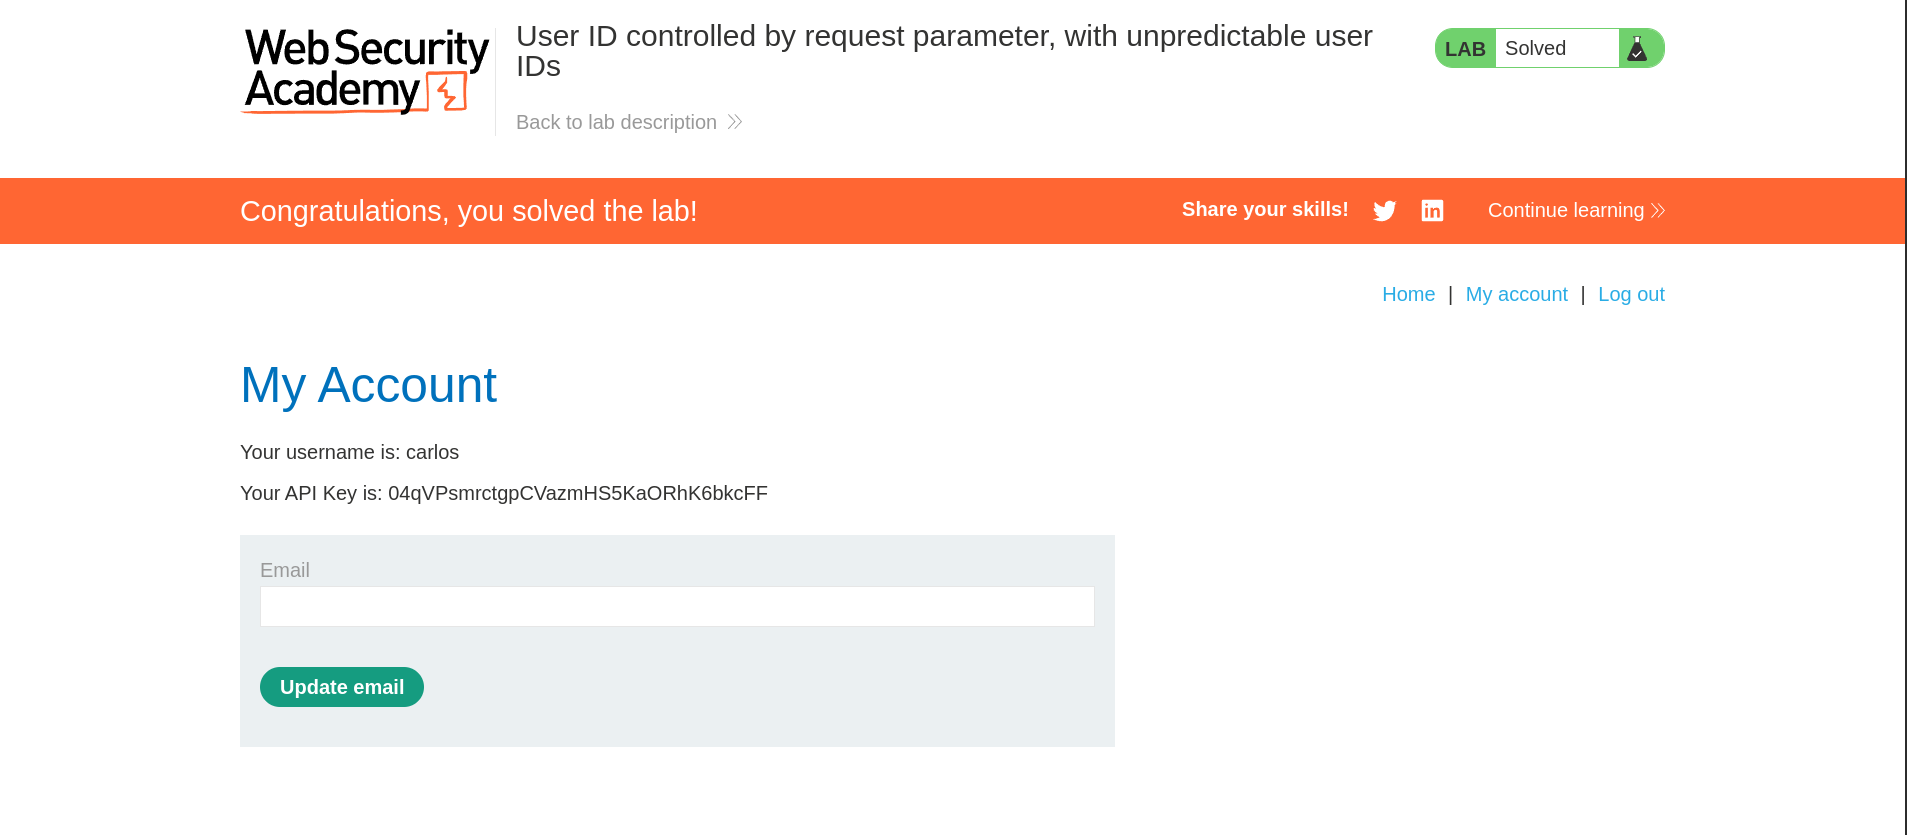 Web Security
Academy
User ID controlled by request parameter, with unpredictable user
IDs
Back to lab description
LAB Solved
Congratulations, you solved the lab!
Share your skills!
Continue learning
Home | My account | Log out
My Account
Your username is: carlos
Your API Key is: 04qVPsmrctgpCVazmHS5KaORhK6bkcFF
Email
Update email